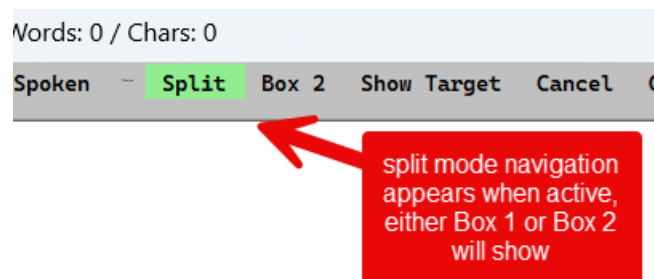 Words: 0 / Chars: 0
Spoken – Split Box 2 Show Target Cancel
split mode navigation
appears when active,
either Box 1 or Box 2
will show